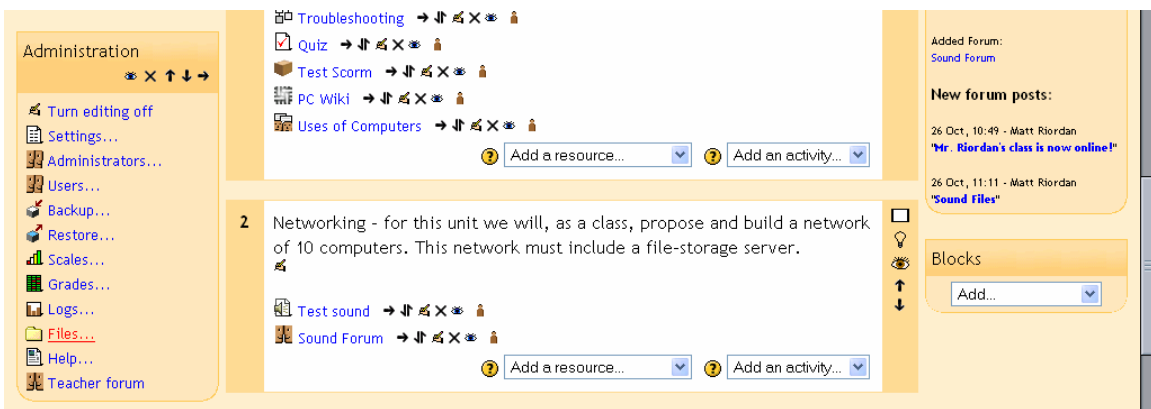 Administration
Turn editing off
Settings...
Administrators...
Users...
Backup...
Restore...
Scales...
Grades...
Logs...
Files...
Help...
Teacher forum
Troubleshooting
Quiz
Test Scorm
PC Wiki
Uses of Computers
Add a resource... Add an activity...
2 Networking - for this unit we will, as a class, propose and build a network
of 10 computers. This network must include a file-storage server.
Test sound
Sound Forum
Add a resource... Add an activity...
Added Forum:
Sound Forum
New forum posts:
26 Oct, 10:49 - Matt Riordan
"Mr. Riordan's class is now online!"
26 Oct, 11:11 - Matt Riordan
"Sound Files"
Blocks
Add...